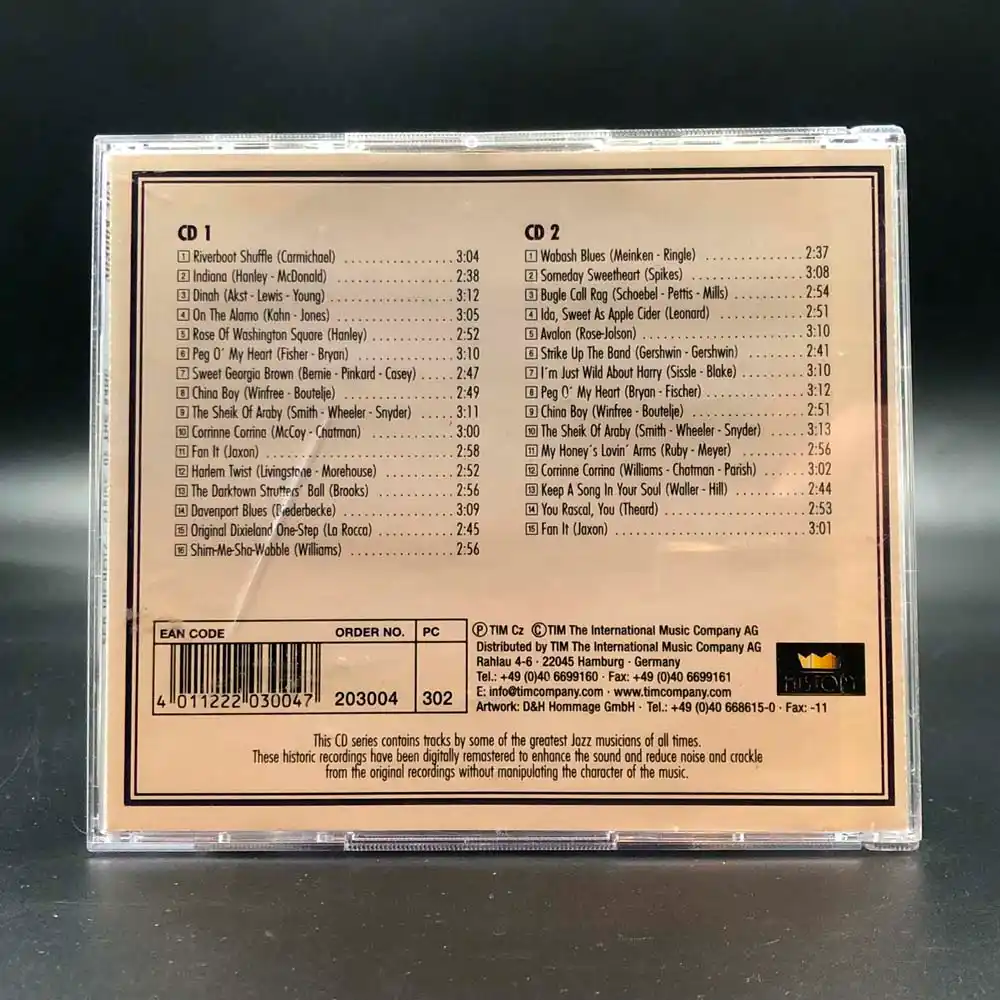 CD 1
1 Riverboot Shuffle (Carmichael) 3:04
2 Indiana (Hanley - McDonald) 2:38
3 Dinah (Akst - Lewis - Young) 3:12
4 On The Alamo (Kahn - Jones) 3:05
5 Rose Of Washington Square (Hanley) 2:52
6 Peg O´ My Heart (Fisher - Bryan) 3:10
7 Sweet Georgia Brown (Bernie - Pinkard - Casey) 2:47
8 China Boy (Winfree - Boutelje) 2:49
9 The Sheik Of Araby (Smith - Wheeler - Snyder) 3:11
10 Corrinne Corrina (McCoy - Chatman) 3:00
11 Fan It (Jaxon) 2:58
12 Harlem Twist (Livingstone - Morehouse) 2:52
13 The Darktown Strutters´ Ball (Brooks) 2:56
14 Davenport Blues (Biederbecke) 3:09
15 Original Dixieland One-Step (La Rocca) 2:45
16 Shim-Me-Sha-Wabble (Williams) 2:56
CD 2
1 Wabash Blues (Meinken - Ringle) 2:37
2 Someday Sweetheart (Spikes) 3:08
3 Bugle Call Rag (Schoebel - Pettis - Mills) 2:54
4 Ida, Sweet As Apple Cider (Leonard) 2:51
5 Avalon (Rose-Jolson) 3:10
6 Strike Up The Band (Gershwin - Gershwin) 2:41
7 I´m Just Wild About Harry (Sissle - Blake) 3:10
8 Peg O´ My Heart (Bryan - Fischer) 3:12
9 China Boy (Winfree - Boutelje) 2:51
10 The Sheik Of Araby (Smith - Wheeler - Snyder) 3:13
11 My Honey´s Lovin´ Arms (Ruby - Meyer) 2:56
12 Corrinne Corrina (Williams - Chatman - Parish) 3:02
13 Keep A Song In Your Soul (Waller - Hill) 2:44
14 You Rascal, You (Theard) 2:53
15 Fan It (Jaxon) 3:01
EAN CODE ORDER NO. PC
4 011222 030047 203004 302
Ⓟ TIM Cz Ⓒ TIM The International Music Company AG
Distributed by TIM The International Music Company AG
Rahlau 4-6 · 22045 Hamburg · Germany
Tel.: +49 (0)40 6699160 · Fax: +49 (0)40 6699161
E: info@timcompany.com · www.timcompany.com
Artwork: D&H Hommage GmbH · Tel.: +49 (0)40 668615-0 · Fax: -11
HISTORY
This CD series contains tracks by some of the greatest Jazz musicians of all times.
These historic recordings have been digitally remastered to enhance the sound and reduce noise and crackle
from the original recordings without manipulating the character of the music.